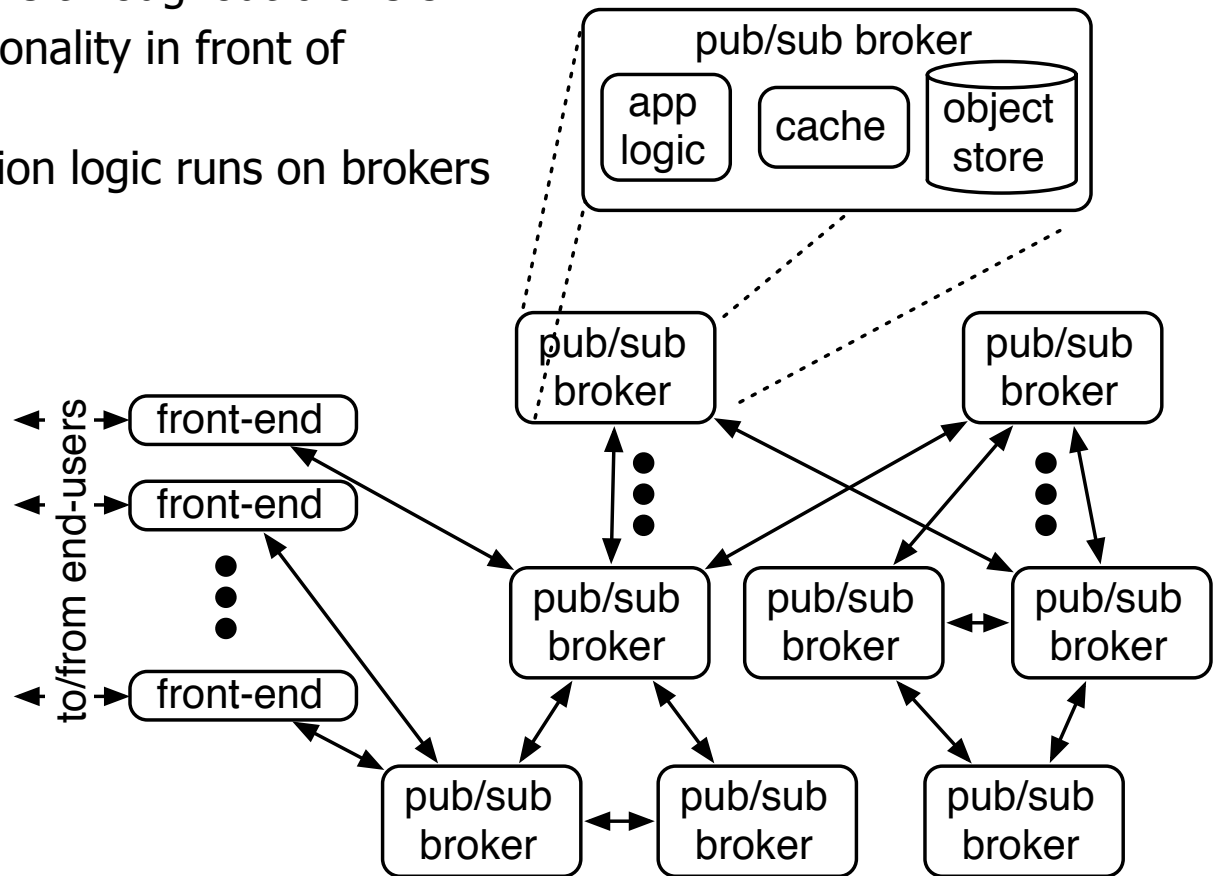 onality in front of
ion logic runs on brokers
pub/sub broker
app
logic
cache
object
store
pub/sub
broker
pub/sub
broker
to/from end-users
front-end
front-end
front-end
pub/sub
broker
pub/sub
broker
pub/sub
broker
pub/sub
broker
pub/sub
broker
pub/sub
broker